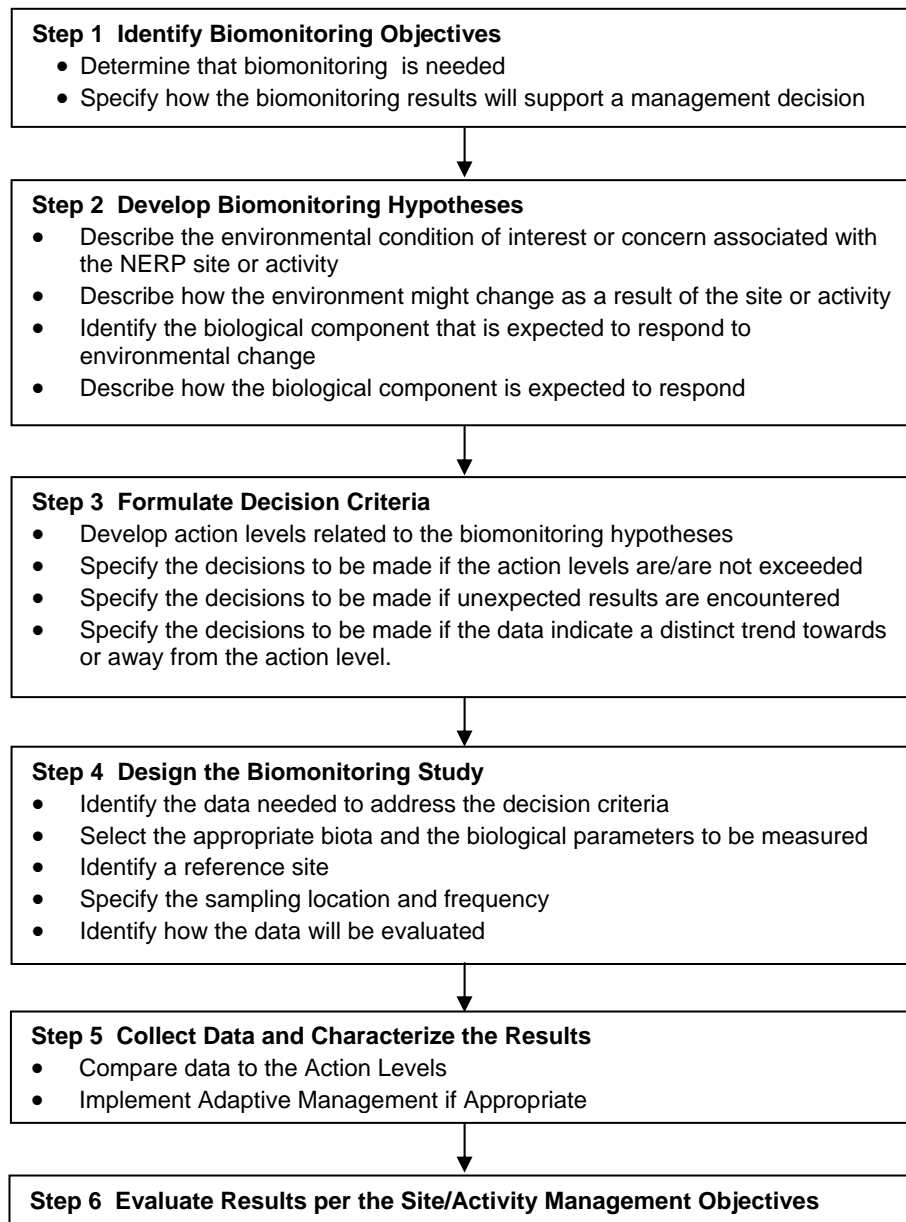 Step 1  Identify Biomonitoring Objectives
• Determine that biomonitoring  is needed
• Specify how the biomonitoring results will support a management decision
Step 2  Develop Biomonitoring Hypotheses
• Describe the environmental condition of interest or concern associated with
the NERP site or activity
• Describe how the environment might change as a result of the site or activity
• Identify the biological component that is expected to respond to
environmental change
• Describe how the biological component is expected to respond
Step 3  Formulate Decision Criteria
• Develop action levels related to the biomonitoring hypotheses
• Specify the decisions to be made if the action levels are/are not exceeded
• Specify the decisions to be made if unexpected results are encountered
• Specify the decisions to be made if the data indicate a distinct trend towards
or away from the action level.
Step 4  Design the Biomonitoring Study
• Identify the data needed to address the decision criteria
• Select the appropriate biota and the biological parameters to be measured
• Identify a reference site
• Specify the sampling location and frequency
• Identify how the data will be evaluated
Step 5  Collect Data and Characterize the Results
• Compare data to the Action Levels
• Implement Adaptive Management if Appropriate
Step 6  Evaluate Results per the Site/Activity Management Objectives